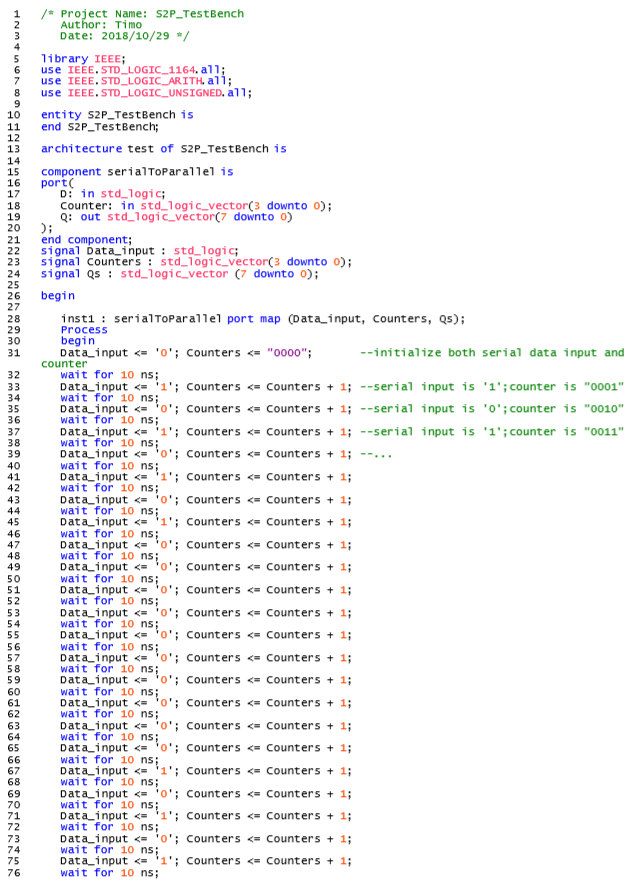 1 /* Project Name: S2P_TestBench
2 Author: Timo
3 Date: 2018/10/29 */
4
5 library IEEE;
6 use IEEE.STD_LOGIC_1164.all;
7 use IEEE.STD_LOGIC_ARITH.all;
8 use IEEE.STD_LOGIC_UNSIGNED.all;
9
10 entity S2P_TestBench is
11 end S2P_TestBench;
12
13 architecture test of S2P_TestBench is
14
15 component serialToParallel is
16 port(
17 D: in std_logic;
18 Counter: in std_logic_vector(3 downto 0);
19 Q: out std_logic_vector(7 downto 0)
20 );
21 end component;
22 signal Data_input : std_logic;
23 signal Counters : std_logic_vector(3 downto 0);
24 signal Qs : std_logic_vector (7 downto 0);
25
26 begin
27
28 inst1 : serialToParallel port map (Data_input, Counters, Qs);
29 Process
30 begin
31 Data_input <= '0'; Counters <= "0000"; --initialize both serial data input and
counter
32 wait for 10 ns;
33 Data_input <= '1'; Counters <= Counters + 1; --serial input is '1';counter is "0001"
34 wait for 10 ns;
35 Data_input <= '0'; Counters <= Counters + 1; --serial input is '0';counter is "0010"
36 wait for 10 ns;
37 Data_input <= '1'; Counters <= Counters + 1; --serial input is '1';counter is "0011"
38 wait for 10 ns;
39 Data_input <= '0'; Counters <= Counters + 1; --...
40 wait for 10 ns;
41 Data_input <= '1'; Counters <= Counters + 1;
42 wait for 10 ns;
43 Data_input <= '0'; Counters <= Counters + 1;
44 wait for 10 ns;
45 Data_input <= '1'; Counters <= Counters + 1;
46 wait for 10 ns;
47 Data_input <= '0'; Counters <= Counters + 1;
48 wait for 10 ns;
49 Data_input <= '0'; Counters <= Counters + 1;
50 wait for 10 ns;
51 Data_input <= '0'; Counters <= Counters + 1;
52 wait for 10 ns;
53 Data_input <= '0'; Counters <= Counters + 1;
54 wait for 10 ns;
55 Data_input <= '0'; Counters <= Counters + 1;
56 wait for 10 ns;
57 Data_input <= '0'; Counters <= Counters + 1;
58 wait for 10 ns;
59 Data_input <= '0'; Counters <= Counters + 1;
60 wait for 10 ns;
61 Data_input <= '0'; Counters <= Counters + 1;
62 wait for 10 ns;
63 Data_input <= '0'; Counters <= Counters + 1;
64 wait for 10 ns;
65 Data_input <= '0'; Counters <= Counters + 1;
66 wait for 10 ns;
67 Data_input <= '1'; Counters <= Counters + 1;
68 wait for 10 ns;
69 Data_input <= '0'; Counters <= Counters + 1;
70 wait for 10 ns;
71 Data_input <= '1'; Counters <= Counters + 1;
72 wait for 10 ns;
73 Data_input <= '0'; Counters <= Counters + 1;
74 wait for 10 ns;
75 Data_input <= '1'; Counters <= Counters + 1;
76 wait for 10 ns;